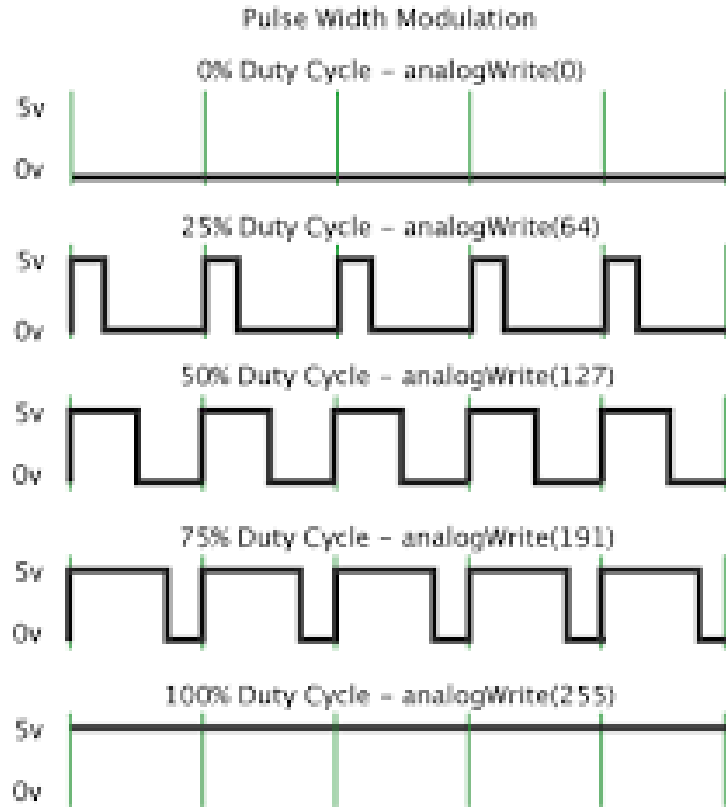 Pulse Width Modulation
0% Duty Cycle – analogWrite(0)
5v
0v
25% Duty Cycle – analogWrite(64)
5v
0v
50% Duty Cycle – analogWrite(127)
5v
0v
75% Duty Cycle – analogWrite(191)
5v
0v
100% Duty Cycle – analogWrite(255)
5v
0v